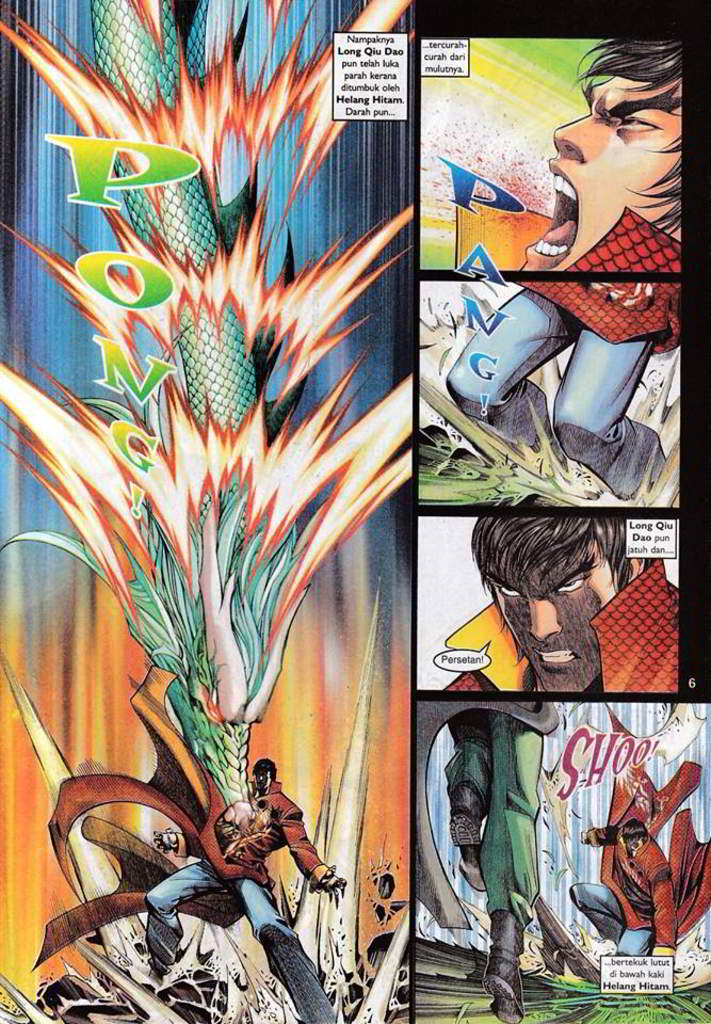 Nampaknya
Long Qiu Dao
pun telah luka
parah kerana
ditumbuk oleh
Helang Hitam.
Darah pun...
PONG!
...tercurah-
curah dari
mulutnya.
PANG!
Long Qiu
Dao pun
jatuh dan....
Persetan!
6
S-HOO!
...bertekuk lutut
di bawah kaki
Helang Hitam.